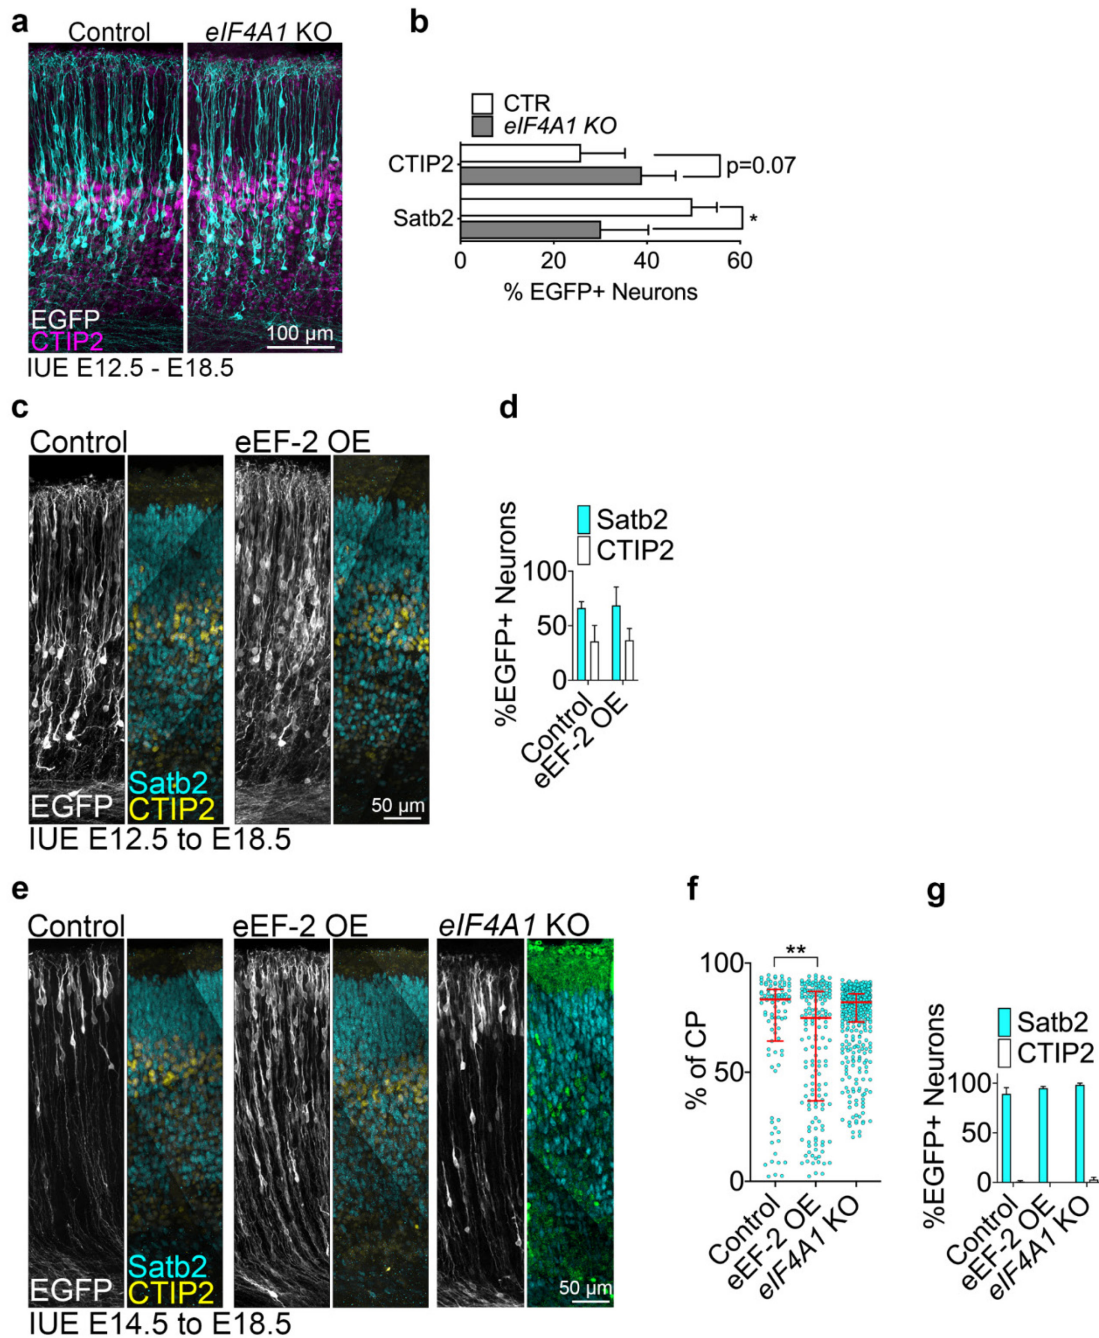 a
Control
eIF4A1 KO
EGFP
CTIP2
100 µm
IUE E12.5 - E18.5
b
CTR
eIF4A1 KO
CTIP2
Satb2
p=0.07
*
0 20 40 60
% EGFP+ Neurons
c
Control
eEF-2 OE
EGFP
Satb2
CTIP2
50 µm
IUE E12.5 to E18.5
d
Satb2
CTIP2
%EGFP+ Neurons
100
50
0
Control
eEF-2 OE
e
Control
eEF-2 OE
eIF4A1 KO
EGFP
Satb2
CTIP2
50 µm
IUE E14.5 to E18.5
f
**
% of CP
100
50
0
Control
eEF-2 OE
eIF4A1 KO
g
Satb2
CTIP2
%EGFP+ Neurons
100
50
0
Control
eEF-2 OE
eIF4A1 KO